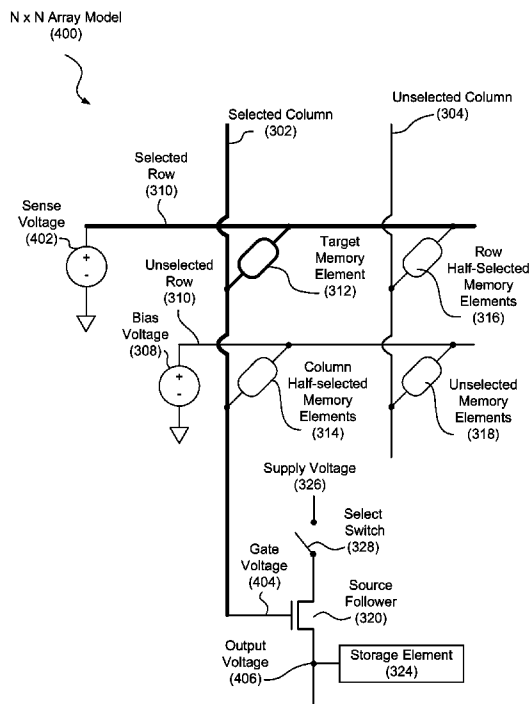 N x N Array Model
(400)
Selected Column
(302)
Unselected Column
(304)
Selected
Row
(310)
Sense
Voltage
(402)
+
-
Target
Memory
Element
(312)
Row
Half-Selected
Memory
Elements
(316)
Unselected
Row
(310)
Bias
Voltage
(308)
+
-
Column
Half-selected
Memory
Elements
(314)
Unselected
Memory
Elements
(318)
Supply Voltage
(326)
Select
Switch
(328)
Gate
Voltage
(404)
Source
Follower
(320)
Output
Voltage
(406)
Storage Element
(324)